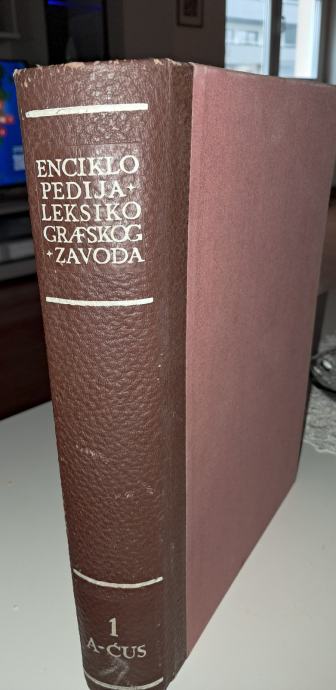 ENCIKLO
PEDIJA+
LEKSIKO
GRAFSKOG
+ZAVODA
1
A-ĆUS